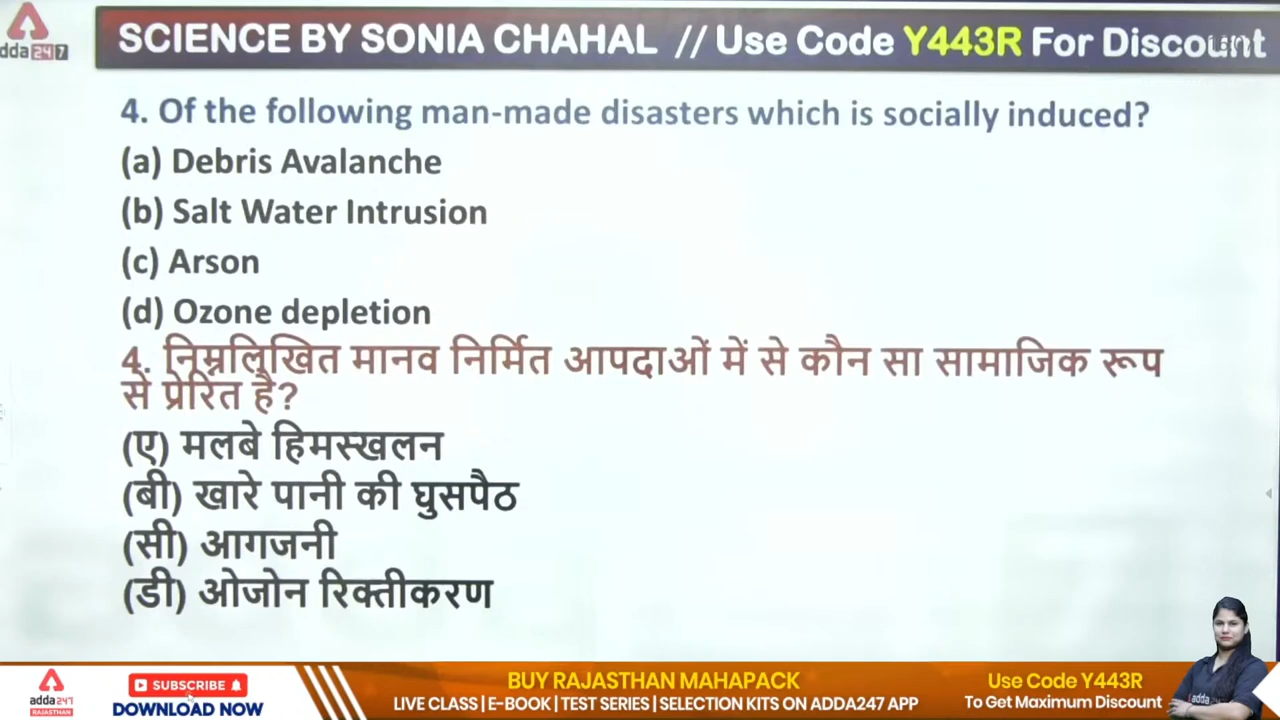 adda 247
SCIENCE BY SONIA CHAHAL // Use Code Y443R For Discount
4. Of the following man-made disasters which is socially induced?
(a) Debris Avalanche
(b) Salt Water Intrusion
(c) Arson
(d) Ozone depletion
4. निम्नलिखित मानव निर्मित आपदाओं में से कौन सा सामाजिक रूप
से प्रेरित है?
(ए) मलबे हिमस्खलन
(बी) खारे पानी की घुसपैठ
(सी) आगजनी
(डी) ओजोन रिक्तीकरण
adda247
RAJASTHAN
SUBSCRIBE
DOWNLOAD NOW
BUY RAJASTHAN MAHAPACK
LIVE CLASS | E-BOOK | TEST SERIES | SELECTION KITS ON ADDA247 APP
Use Code Y443R
To Get Maximum Discount
adda